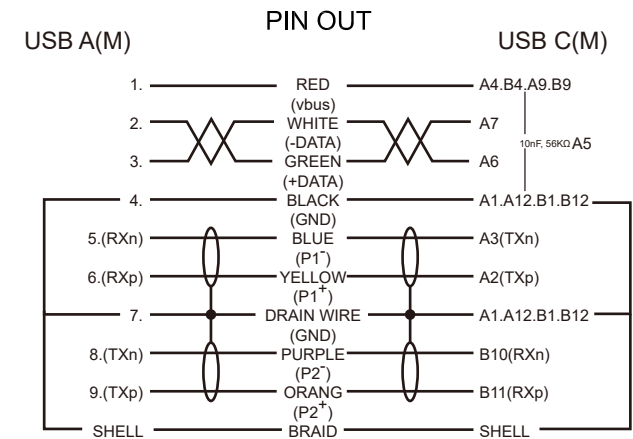 PIN OUT
USB A(M) USB C(M)
1. RED A4.B4.A9.B9
(vbus)
2. WHITE A7
(-DATA) 10nF, 56KΩ A5
3. GREEN A6
(+DATA)
4. BLACK A1.A12.B1.B12
(GND)
5.(RXn) BLUE A3(TXn)
(P1-)
6.(RXp) YELLOW A2(TXp)
(P1+)
7. DRAIN WIRE A1.A12.B1.B12
(GND)
8.(TXn) PURPLE B10(RXn)
(P2-)
9.(TXp) ORANG B11(RXp)
(P2+)
SHELL BRAID SHELL